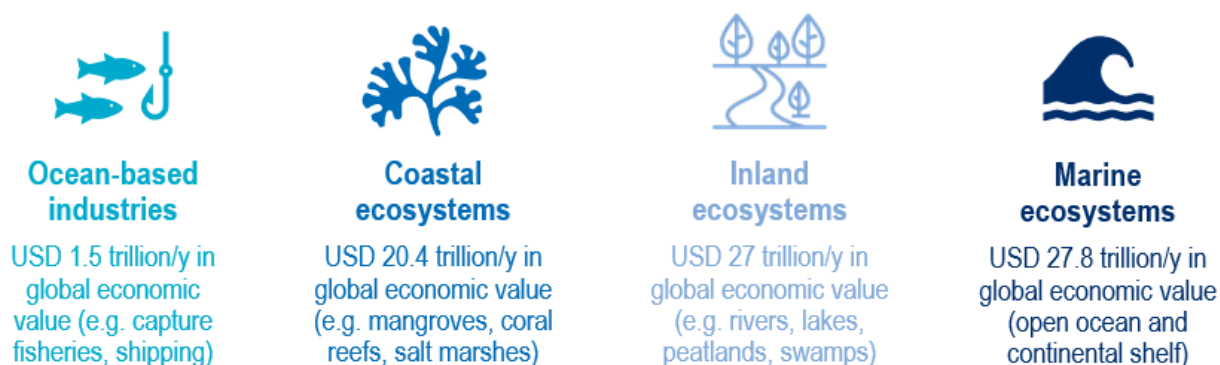 Ocean-based
industries
USD 1.5 trillion/y in
global economic
value (e.g. capture
fisheries, shipping)
Coastal
ecosystems
USD 20.4 trillion/y in
global economic value
(e.g. mangroves, coral
reefs, salt marshes)
Inland
ecosystems
USD 27 trillion/y in
global economic value
(e.g. rivers, lakes,
peatlands, swamps)
Marine
ecosystems
USD 27.8 trillion/y in
global economic value
(open ocean and
continental shelf)